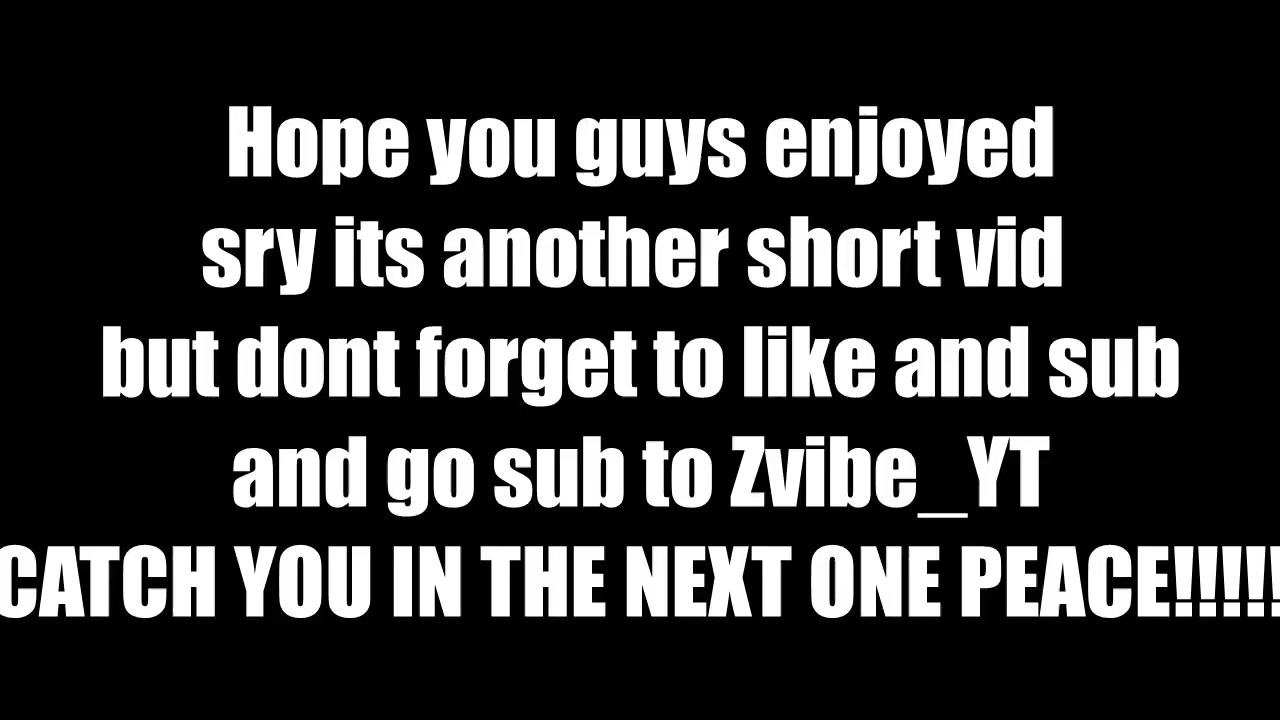 Hope you guys enjoyed
sry its another short vid
but dont forget to like and sub
and go sub to Zvibe_YT
CATCH YOU IN THE NEXT ONE PEACE!!!!!